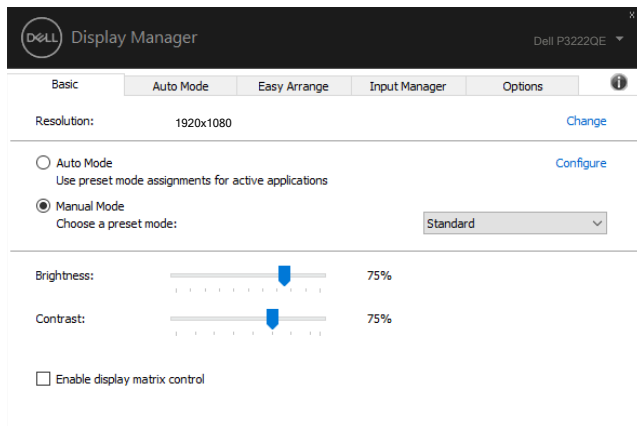 x
DELL Display Manager
Dell P3222QE
Basic Auto Mode Easy Arrange Input Manager Options i
Resolution: 1920x1080 Change
Auto Mode Configure
Use preset mode assignments for active applications
Manual Mode
Choose a preset mode: Standard
Brightness: 75%
Contrast: 75%
Enable display matrix control